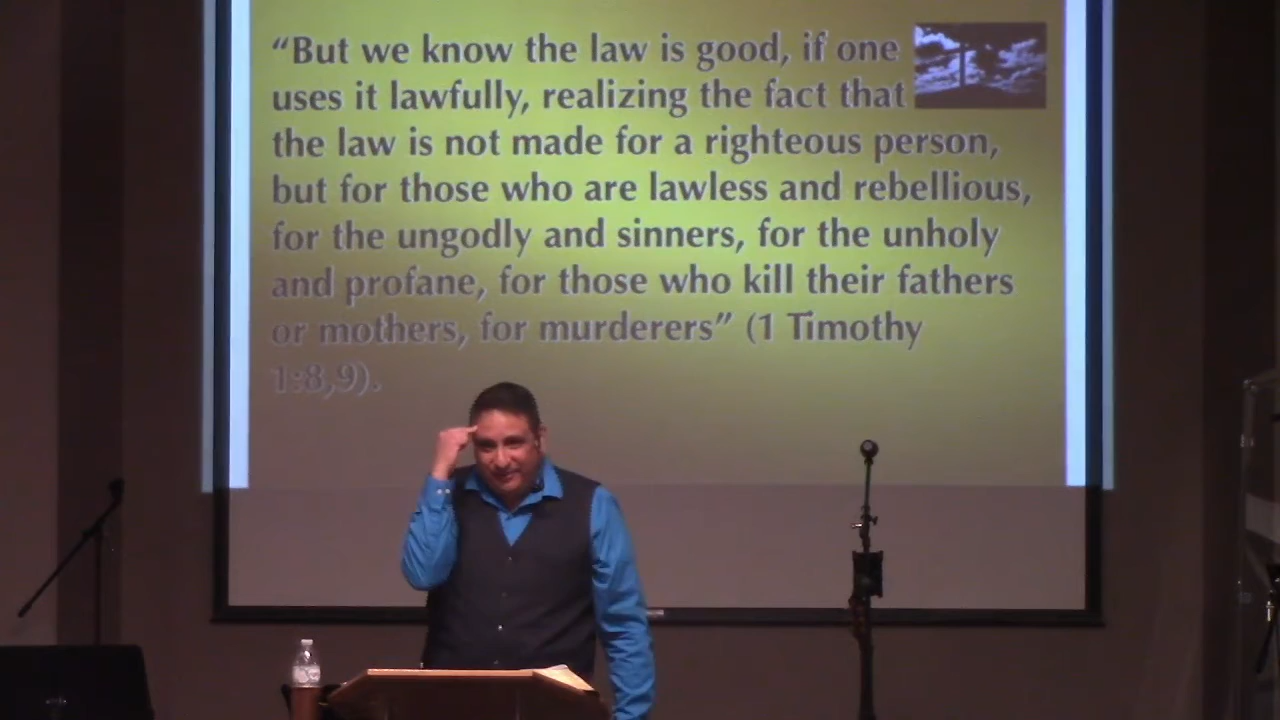 “But we know the law is good, if one
uses it lawfully, realizing the fact that
the law is not made for a righteous person,
but for those who are lawless and rebellious,
for the ungodly and sinners, for the unholy
and profane, for those who kill their fathers
or mothers, for murderers” (1 Timothy
1:8,9).